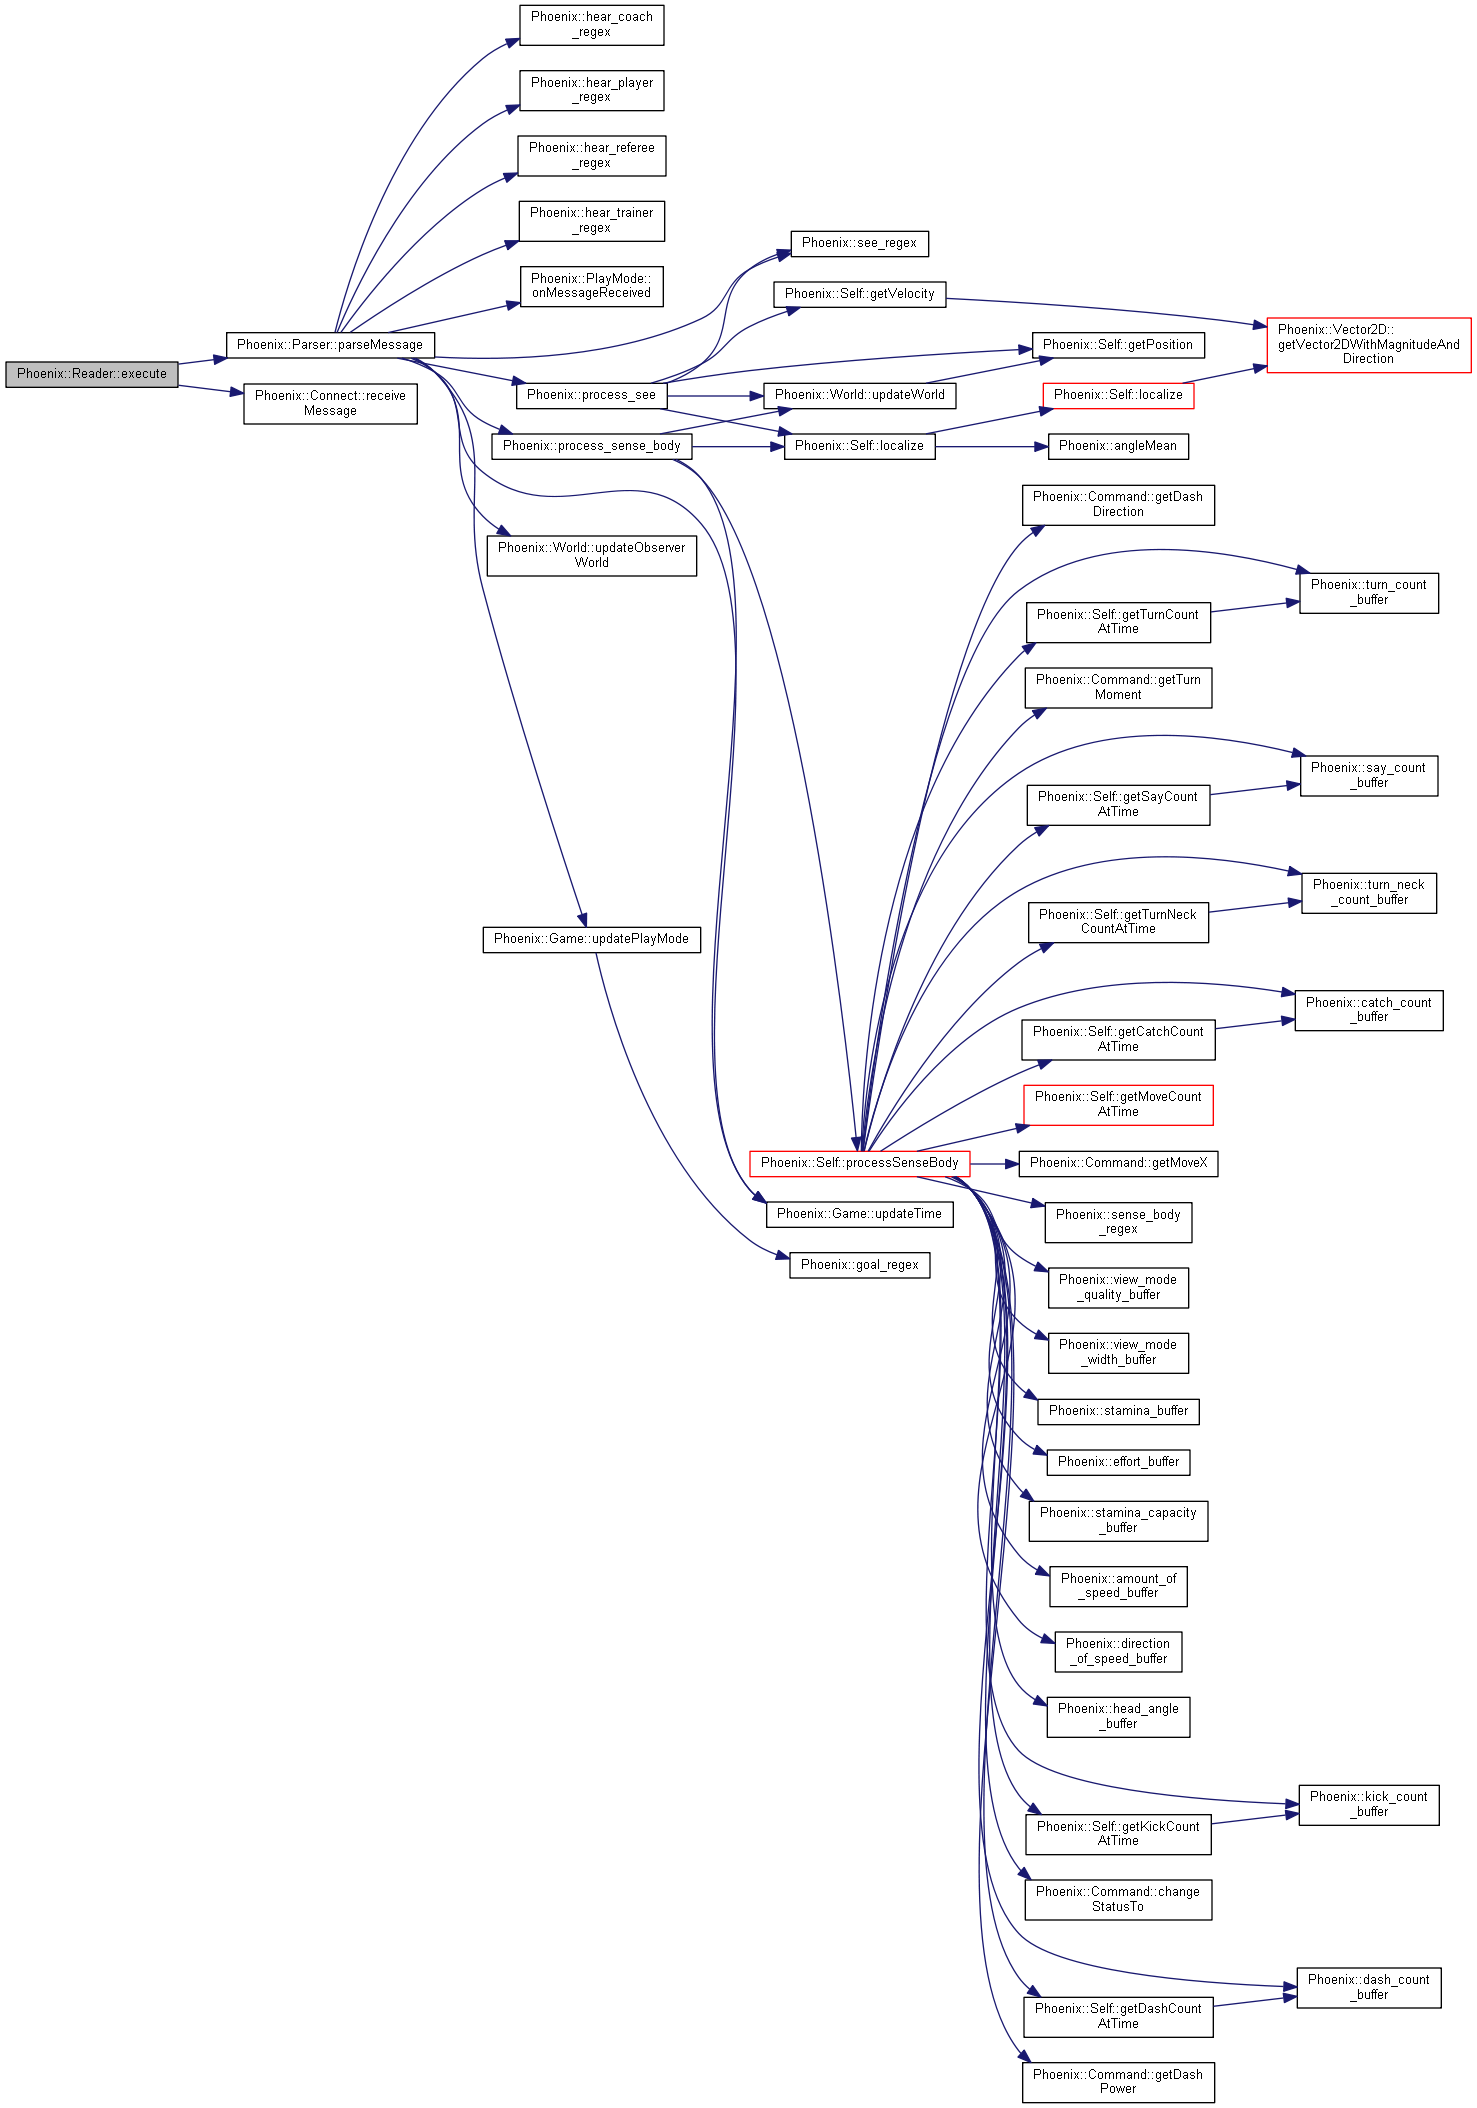 Phoenix::hear_coach
_regex
Phoenix::hear_player
_regex
Phoenix::hear_referee
_regex
Phoenix::hear_trainer
_regex
Phoenix::PlayMode::
onMessageReceived
Phoenix::Parser::parseMessage
Phoenix::Reader::execute
Phoenix::Connect::receive
Message
Phoenix::see_regex
Phoenix::Self::getVelocity
Phoenix::Vector2D::
getVector2DWithMagnitudeAnd
Direction
Phoenix::Self::getPosition
Phoenix::process_see
Phoenix::World::updateWorld
Phoenix::Self::localize
Phoenix::process_sense_body
Phoenix::Self::localize
Phoenix::angleMean
Phoenix::World::updateObserver
World
Phoenix::Command::getDash
Direction
Phoenix::turn_count
_buffer
Phoenix::Self::getTurnCount
AtTime
Phoenix::Command::getTurn
Moment
Phoenix::say_count
_buffer
Phoenix::Self::getSayCount
AtTime
Phoenix::turn_neck
_count_buffer
Phoenix::Self::getTurnNeck
CountAtTime
Phoenix::Game::updatePlayMode
Phoenix::catch_count
_buffer
Phoenix::Self::getCatchCount
AtTime
Phoenix::Self::getMoveCount
AtTime
Phoenix::Self::processSenseBody
Phoenix::Command::getMoveX
Phoenix::Game::updateTime
Phoenix::sense_body
_regex
Phoenix::goal_regex
Phoenix::view_mode
_quality_buffer
Phoenix::view_mode
_width_buffer
Phoenix::stamina_buffer
Phoenix::effort_buffer
Phoenix::stamina_capacity
_buffer
Phoenix::amount_of
_speed_buffer
Phoenix::direction
_of_speed_buffer
Phoenix::head_angle
_buffer
Phoenix::kick_count
_buffer
Phoenix::Self::getKickCount
AtTime
Phoenix::Command::change
StatusTo
Phoenix::dash_count
_buffer
Phoenix::Self::getDashCount
AtTime
Phoenix::Command::getDash
Power